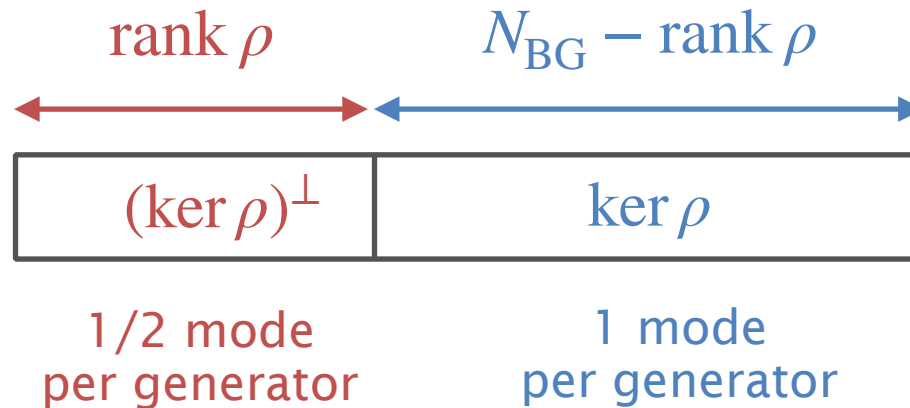 rank ρ
N_BG − rank ρ
(ker ρ)^⊥
ker ρ
1/2 mode
per generator
1 mode
per generator